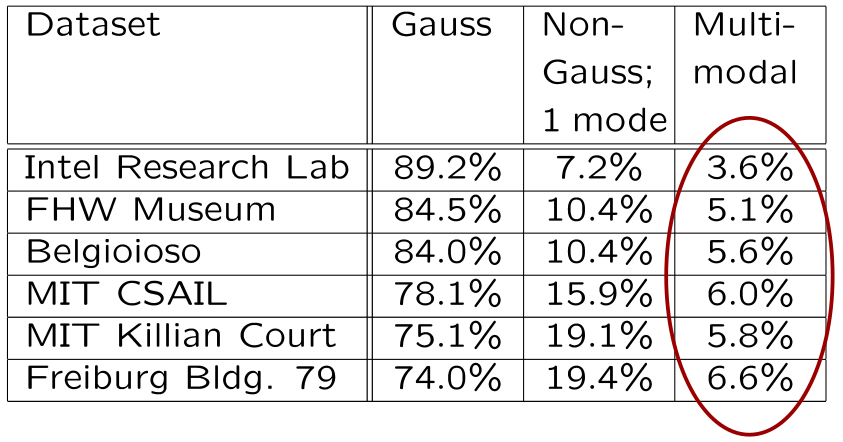 Dataset Gauss Non- Multi-
Gauss; modal
1 mode
Intel Research Lab 89.2% 7.2% 3.6%
FHW Museum 84.5% 10.4% 5.1%
Belgioioso 84.0% 10.4% 5.6%
MIT CSAIL 78.1% 15.9% 6.0%
MIT Killian Court 75.1% 19.1% 5.8%
Freiburg Bldg. 79 74.0% 19.4% 6.6%